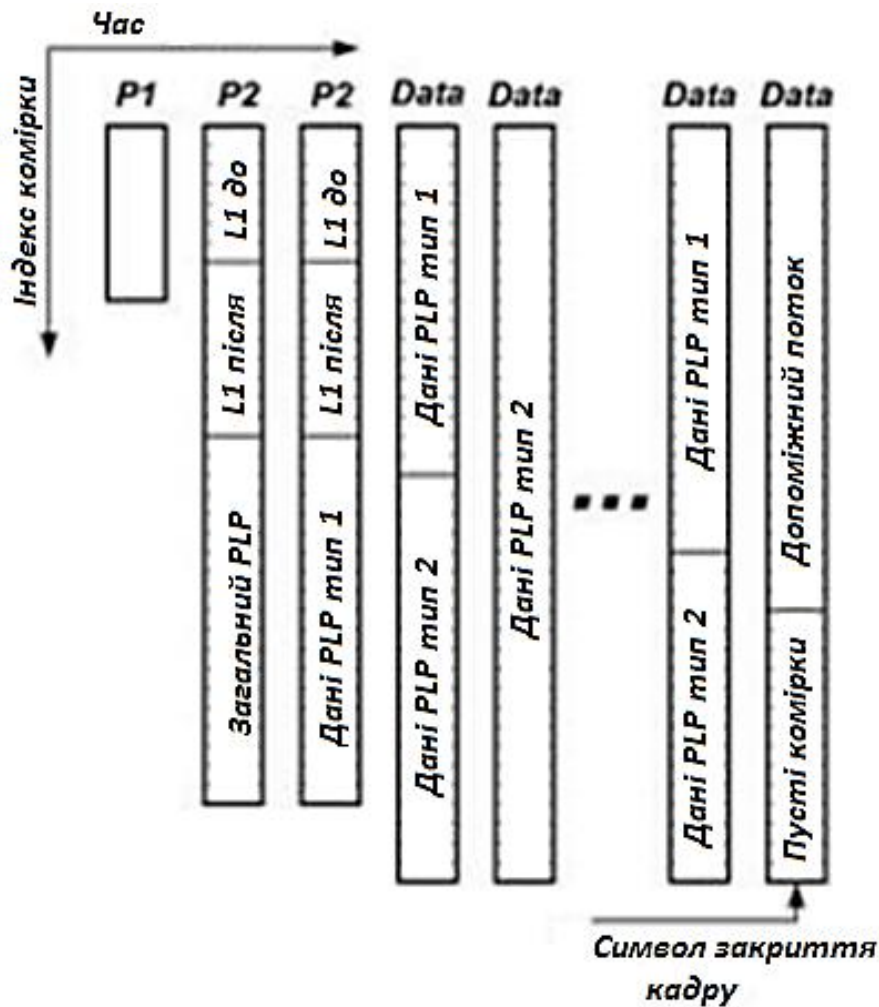 Час
Індекс комірки
P1
P2
P2
Data
Data
Data
Data
L1 до
L1 після
Загальний PLP
L1 до
L1 після
Дані PLP тип 1
Дані PLP тип 1
Дані PLP тип 2
Дані PLP тип 2
...
Дані PLP тип 1
Дані PLP тип 2
Допоміжний поток
Пусті комірки
Символ закриття
кадру